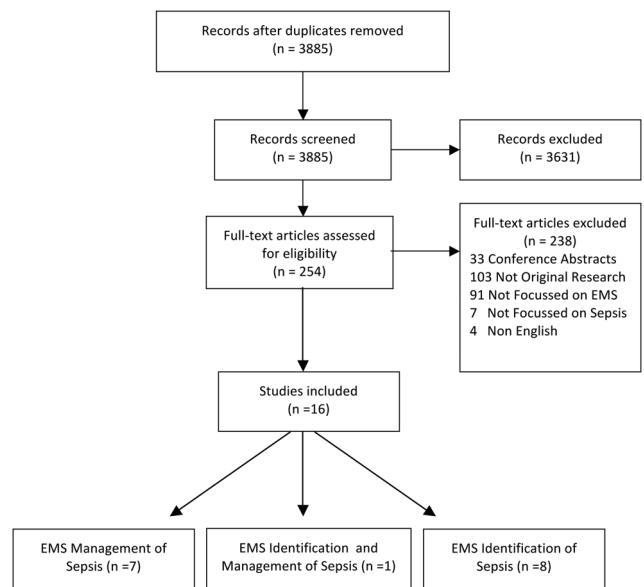 Records after duplicates removed
(n = 3885)
Records screened
(n = 3885)
Records excluded
(n = 3631)
Full-text articles assessed
for eligibility
(n = 254)
Full-text articles excluded
(n = 238)
33 Conference Abstracts
103 Not Original Research
91 Not Focussed on EMS
7 Not Focussed on Sepsis
4 Non English
Studies included
(n =16)
EMS Management of
Sepsis (n =7)
EMS Identification and
Management of Sepsis (n =1)
EMS Identification of
Sepsis (n =8)